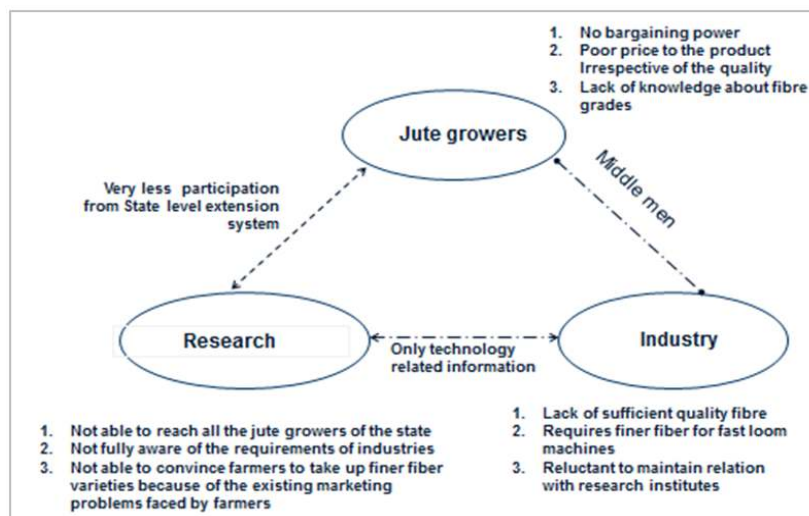 1. No bargaining power
2. Poor price to the product
Irrespective of the quality
3. Lack of knowledge about fibre
grades
Jute growers
Middle men
Very less participation
from State level extension
system
Research
Only technology
related information
Industry
1. Not able to reach all the jute growers of the state
2. Not fully aware of the requirements of industries
3. Not able to convince farmers to take up finer fiber
varieties because of the existing marketing
problems faced by farmers
1. Lack of sufficient quality fibre
2. Requires finer fiber for fast loom
machines
3. Reluctant to maintain relation
with research institutes